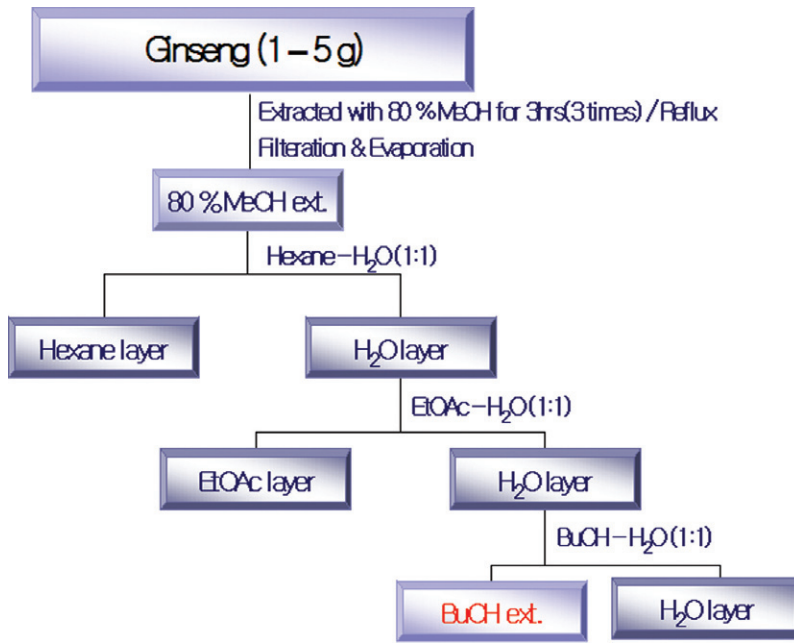 Ginseng (1 – 5 g)
Extracted with 80 % MeOH for 3hrs(3 times) / Reflux
Filteration & Evaporation
80 % MeOH ext.
Hexane – H₂O (1:1)
Hexane layer
H₂O layer
EtOAc – H₂O (1:1)
EtOAc layer
H₂O layer
BuOH – H₂O (1:1)
BuOH ext.
H₂O layer